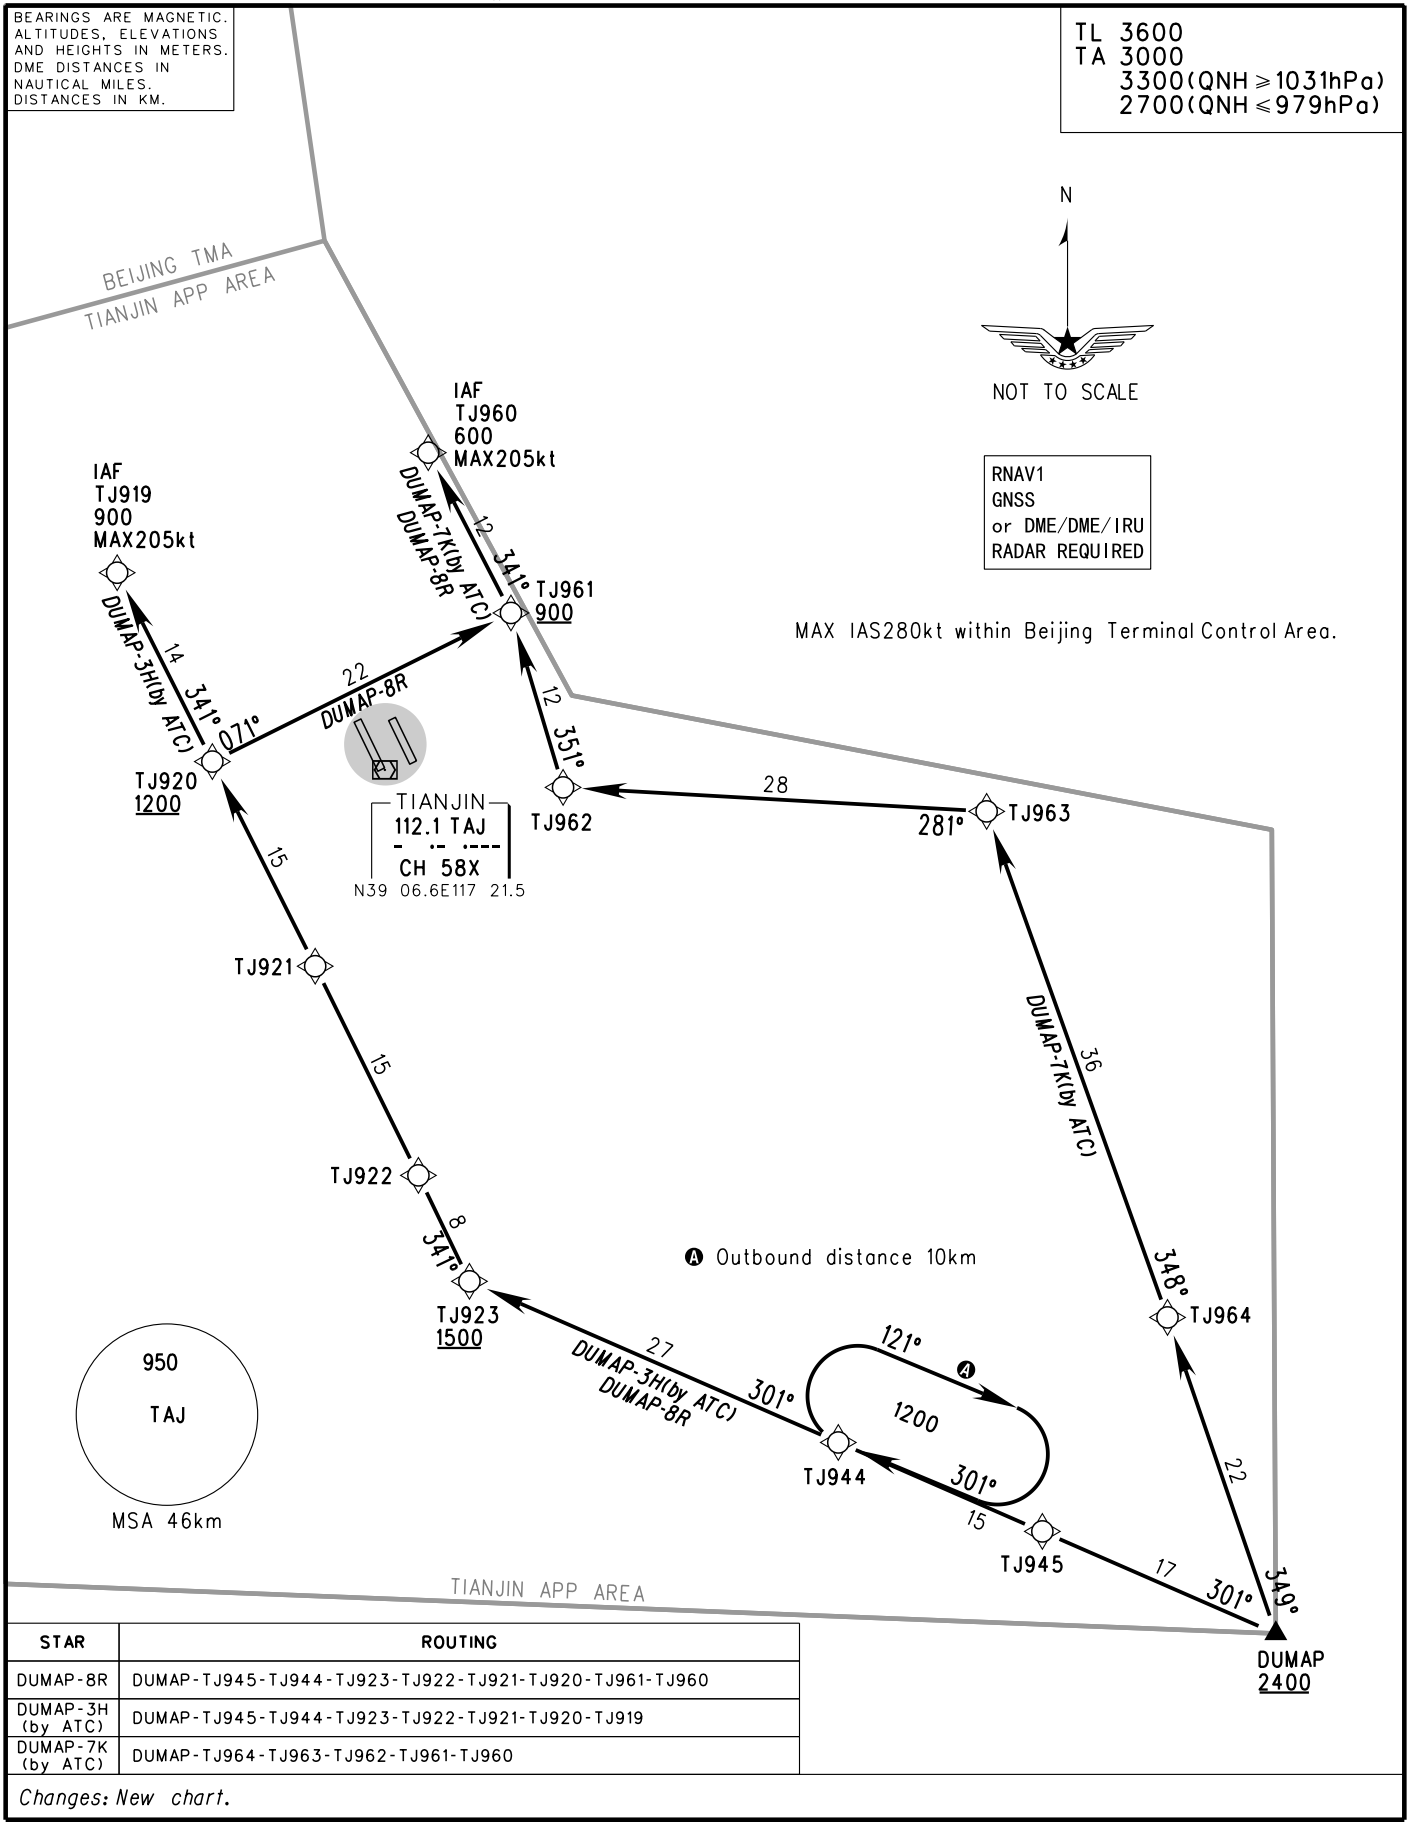 BEARINGS ARE MAGNETIC.
ALTITUDES, ELEVATIONS
AND HEIGHTS IN METERS.
DME DISTANCES IN
NAUTICAL MILES.
DISTANCES IN KM.
TL 3600
TA 3000
3300(QNH≥1031hPa)
2700(QNH≤979hPa)
N
NOT TO SCALE
BEIJING TMA
TIANJIN APP AREA
IAF
TJ960
600
MAX205kt
IAF
TJ919
900
MAX205kt
RNAV1
GNSS
or DME/DME/IRU
RADAR REQUIRED
MAX IAS280kt within Beijing Terminal Control Area.
DUMAP-7K(by ATC)
DUMAP-8R
12
341°
TJ961
900
DUMAP-3H(by ATC)
14
341°
071°
22
DUMAP-8R
12
351°
TJ920
1200
TJ962
28
281°
TJ963
TIANJIN
112.1 TAJ
- ·- ·---
CH 58X
N39 06.6E117 21.5
15
TJ921
15
TJ922
8
341°
TJ923
1500
DUMAP-7K(by ATC)
36
348°
TJ964
A Outbound distance 10km
27
DUMAP-3H(by ATC)
DUMAP-8R
301°
121°
A
1200
TJ944
301°
15
TJ945
17
301°
22
349°
DUMAP
2400
950
TAJ
MSA 46km
TIANJIN APP AREA
STAR ROUTING
DUMAP-8R DUMAP-TJ945-TJ944-TJ923-TJ922-TJ921-TJ920-TJ961-TJ960
DUMAP-3H
(by ATC) DUMAP-TJ945-TJ944-TJ923-TJ922-TJ921-TJ920-TJ919
DUMAP-7K
(by ATC) DUMAP-TJ964-TJ963-TJ962-TJ961-TJ960
Changes: New chart.